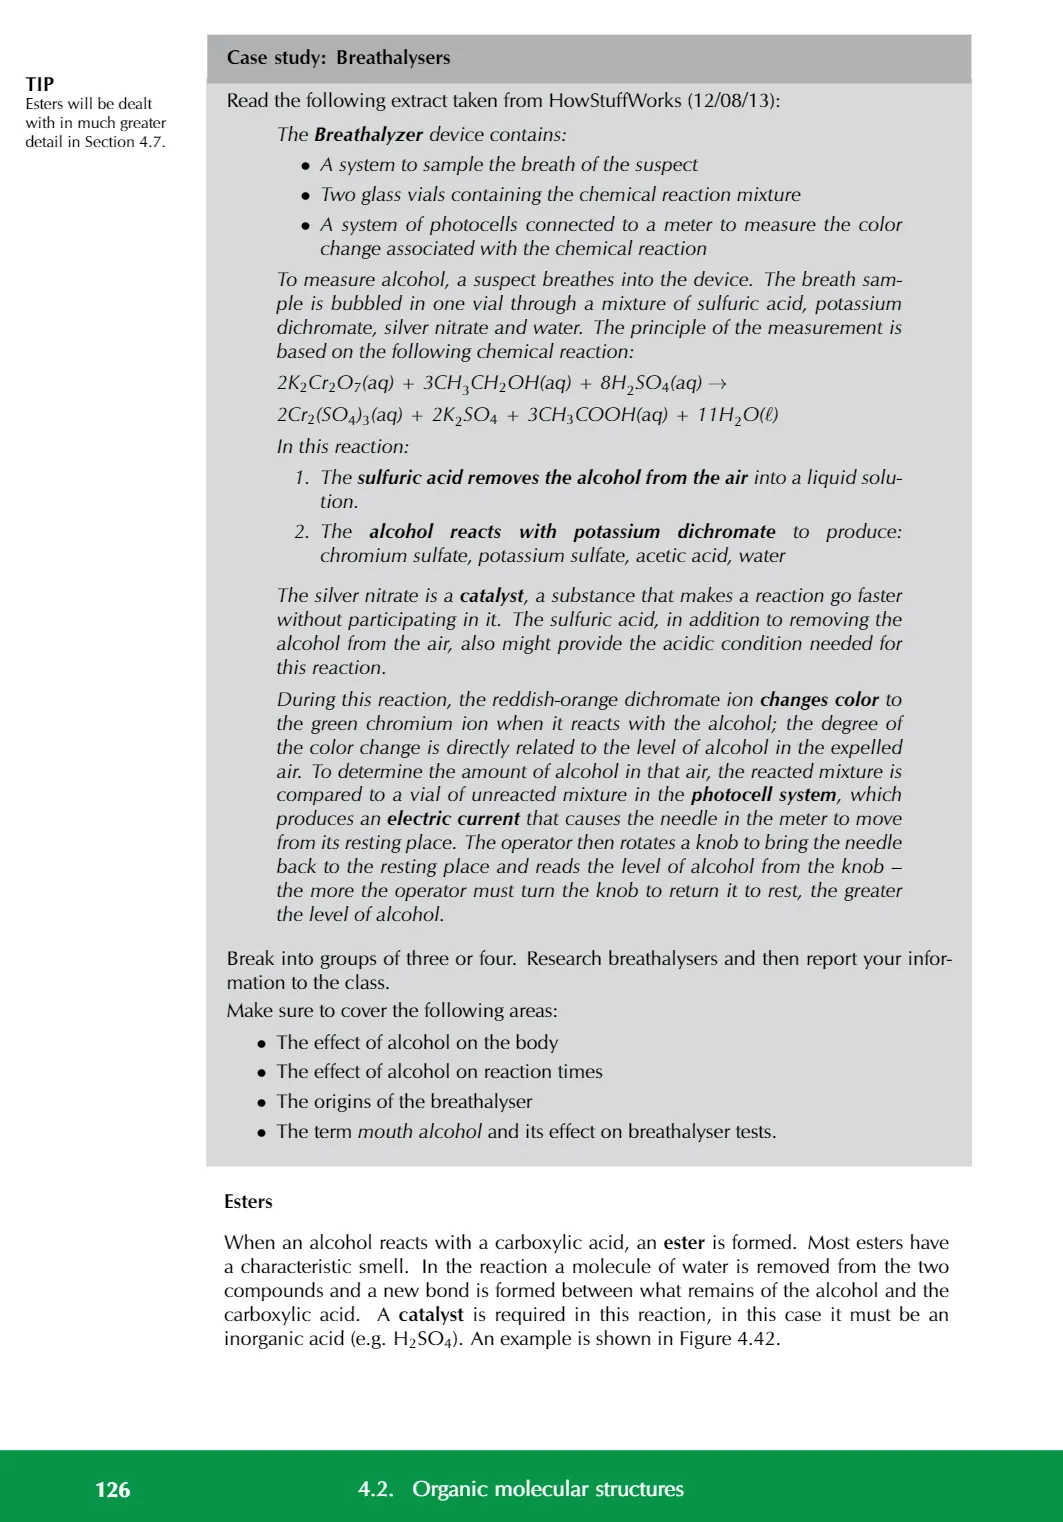 TIP
Esters will be dealt
with in much greater
detail in Section 4.7.
Case study: Breathalysers
Read the following extract taken from HowStuffWorks (12/08/13):
The Breathalyzer device contains:
• A system to sample the breath of the suspect
• Two glass vials containing the chemical reaction mixture
• A system of photocells connected to a meter to measure the color
change associated with the chemical reaction
To measure alcohol, a suspect breathes into the device. The breath sam-
ple is bubbled in one vial through a mixture of sulfuric acid, potassium
dichromate, silver nitrate and water. The principle of the measurement is
based on the following chemical reaction:
2K₂Cr₂O₇(aq) + 3CH₃CH₂OH(aq) + 8H₂SO₄(aq) →
2Cr₂(SO₄)₃(aq) + 2K₂SO₄ + 3CH₃COOH(aq) + 11H₂O(ℓ)
In this reaction:
1. The sulfuric acid removes the alcohol from the air into a liquid solu-
tion.
2. The alcohol reacts with potassium dichromate to produce:
chromium sulfate, potassium sulfate, acetic acid, water
The silver nitrate is a catalyst, a substance that makes a reaction go faster
without participating in it. The sulfuric acid, in addition to removing the
alcohol from the air, also might provide the acidic condition needed for
this reaction.
During this reaction, the reddish-orange dichromate ion changes color to
the green chromium ion when it reacts with the alcohol; the degree of
the color change is directly related to the level of alcohol in the expelled
air. To determine the amount of alcohol in that air, the reacted mixture is
compared to a vial of unreacted mixture in the photocell system, which
produces an electric current that causes the needle in the meter to move
from its resting place. The operator then rotates a knob to bring the needle
back to the resting place and reads the level of alcohol from the knob –
the more the operator must turn the knob to return it to rest, the greater
the level of alcohol.
Break into groups of three or four. Research breathalysers and then report your infor-
mation to the class.
Make sure to cover the following areas:
• The effect of alcohol on the body
• The effect of alcohol on reaction times
• The origins of the breathalyser
• The term mouth alcohol and its effect on breathalyser tests.
Esters
When an alcohol reacts with a carboxylic acid, an ester is formed. Most esters have
a characteristic smell. In the reaction a molecule of water is removed from the two
compounds and a new bond is formed between what remains of the alcohol and the
carboxylic acid. A catalyst is required in this reaction, in this case it must be an
inorganic acid (e.g. H₂SO₄). An example is shown in Figure 4.42.
126 4.2. Organic molecular structures